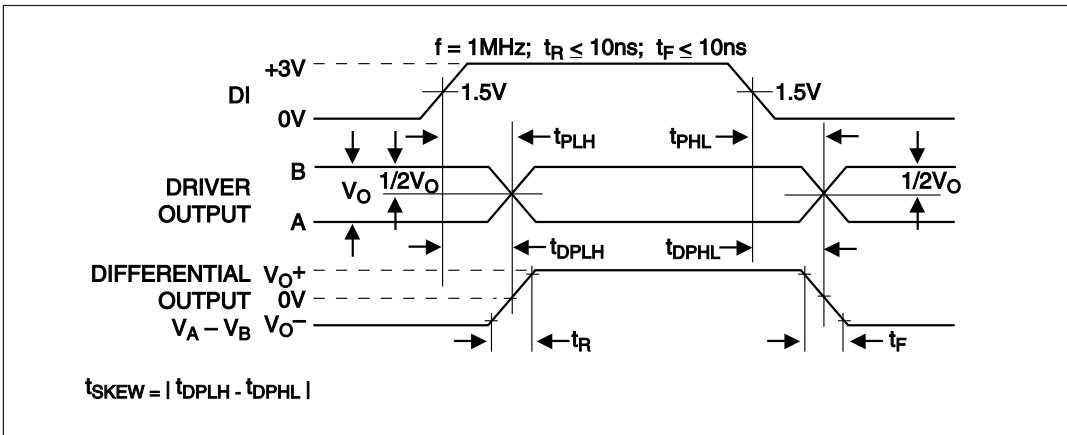 f = 1MHz; tR ≤ 10ns; tF ≤ 10ns
+3V
DI
1.5V
1.5V
0V
tPLH
tPHL
B
DRIVER
OUTPUT
VO
1/2VO
1/2VO
A
tDPLH
tDPHL
DIFFERENTIAL
OUTPUT
VA – VB
VO+
0V
VO–
tR
tF
tSKEW = | tDPLH - tDPHL |